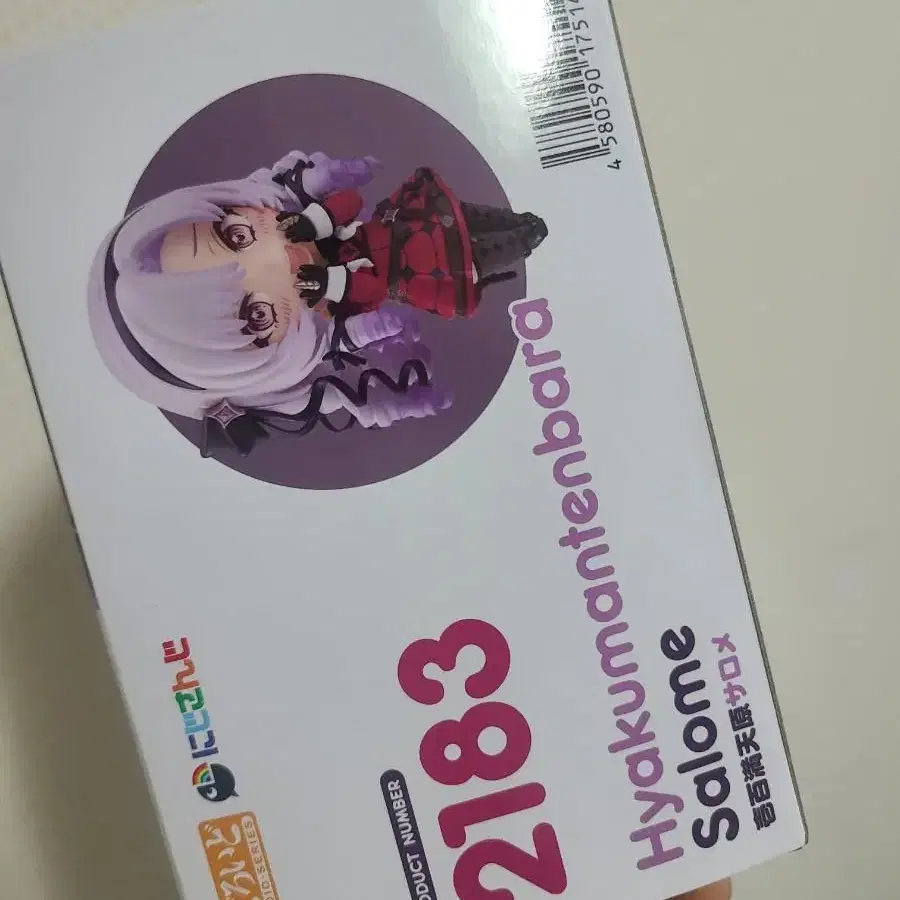 にじさんじ
PRODUCT NUMBER
2183
Hyakumantenbara
Salome
壱百満天原サロメ
4 580590 17514